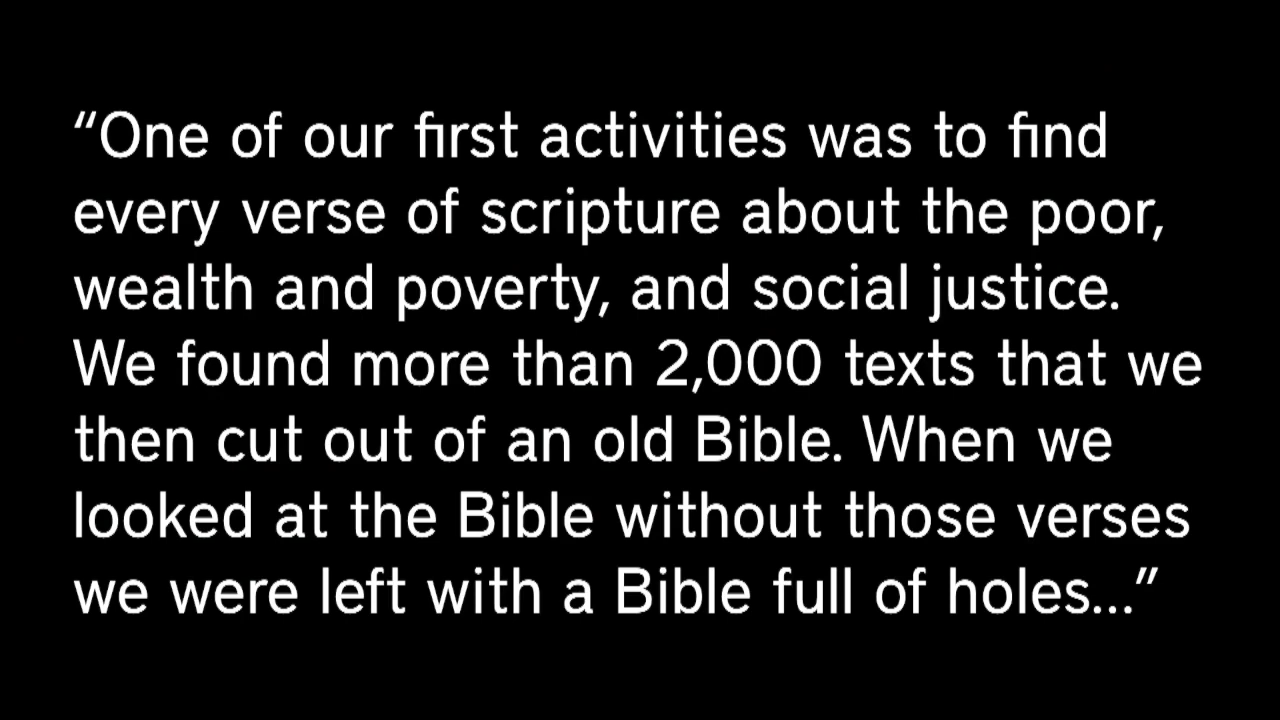 “One of our first activities was to find
every verse of scripture about the poor,
wealth and poverty, and social justice.
We found more than 2,000 texts that we
then cut out of an old Bible. When we
looked at the Bible without those verses
we were left with a Bible full of holes...”